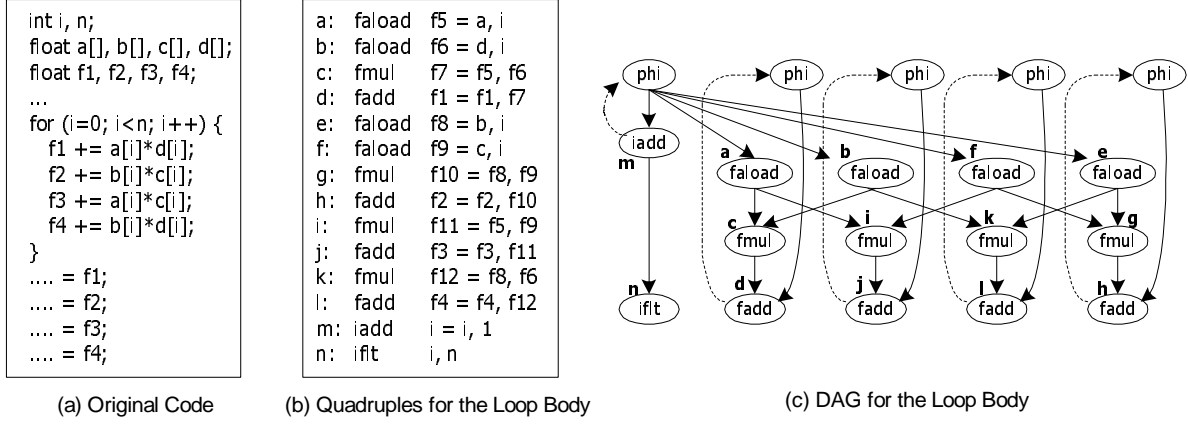 int i, n;
float a[], b[], c[], d[];
float f1, f2, f3, f4;
...
for (i=0; i<n; i++) {
f1 += a[i]*d[i];
f2 += b[i]*c[i];
f3 += a[i]*c[i];
f4 += b[i]*d[i];
}
.... = f1;
.... = f2;
.... = f3;
.... = f4;
(a) Original Code
a: faload f5 = a, i
b: faload f6 = d, i
c: fmul f7 = f5, f6
d: fadd f1 = f1, f7
e: faload f8 = b, i
f: faload f9 = c, i
g: fmul f10 = f8, f9
h: fadd f2 = f2, f10
i: fmul f11 = f5, f9
j: fadd f3 = f3, f11
k: fmul f12 = f8, f6
l: fadd f4 = f4, f12
m: iadd i = i, 1
n: iflt i, n
(b) Quadruples for the Loop Body
phi phi phi phi phi
iadd
m
a b f e
faload faload faload faload
c i k g
fmul fmul fmul fmul
n d j l h
iflt fadd fadd fadd fadd
(c) DAG for the Loop Body